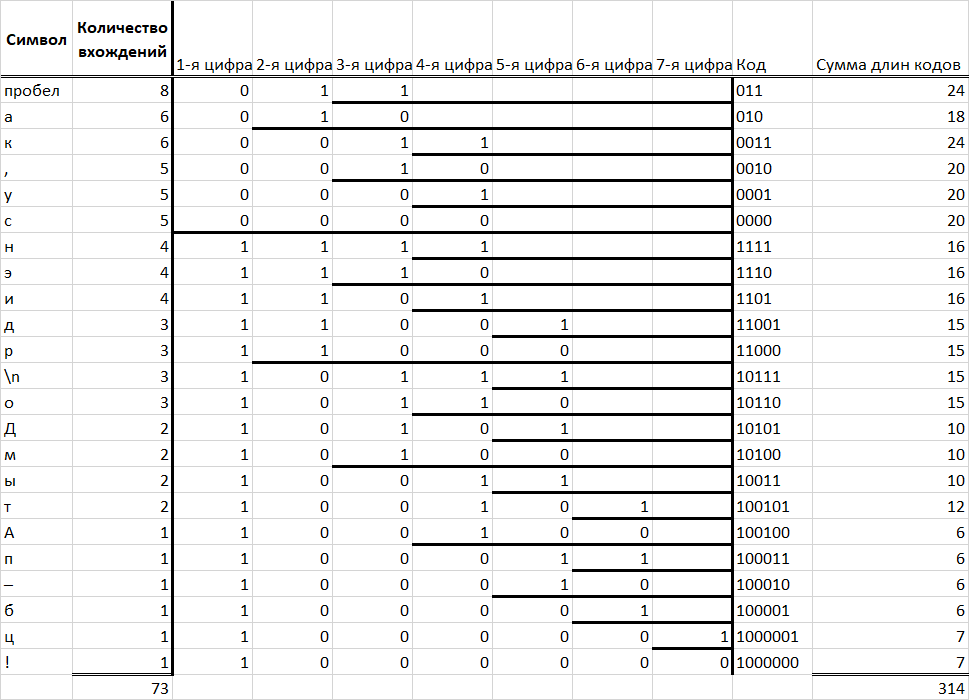 Символ Количество вхождений 1-я цифра 2-я цифра 3-я цифра 4-я цифра 5-я цифра 6-я цифра 7-я цифра Код Сумма длин кодов
пробел 8 0 1 1 011 24
а 6 0 1 0 010 18
к 6 0 0 1 1 0011 24
, 5 0 0 1 0 0010 20
у 5 0 0 0 1 0001 20
с 5 0 0 0 0 0000 20
н 4 1 1 1 1 1111 16
э 4 1 1 1 0 1110 16
и 4 1 1 0 1 1101 16
д 3 1 1 0 0 1 11001 15
р 3 1 1 0 0 0 11000 15
\n 3 1 0 1 1 1 10111 15
о 3 1 0 1 1 0 10110 15
Д 2 1 0 1 0 1 10101 10
м 2 1 0 1 0 0 10100 10
ы 2 1 0 0 1 1 10011 10
т 2 1 0 0 1 0 1 100101 12
А 1 1 0 0 1 0 0 100100 6
п 1 1 0 0 0 1 1 100011 6
– 1 1 0 0 0 1 0 100010 6
б 1 1 0 0 0 0 1 100001 6
ц 1 1 0 0 0 0 0 1 1000001 7
! 1 1 0 0 0 0 0 0 1000000 7
73 314